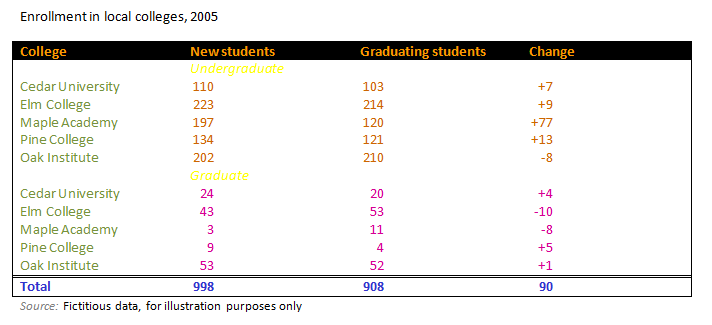 Enrollment in local colleges, 2005
College New students Graduating students Change
Undergraduate
Cedar University 110 103 +7
Elm College 223 214 +9
Maple Academy 197 120 +77
Pine College 134 121 +13
Oak Institute 202 210 -8
Graduate
Cedar University 24 20 +4
Elm College 43 53 -10
Maple Academy 3 11 -8
Pine College 9 4 +5
Oak Institute 53 52 +1
Total 998 908 90
Source: Fictitious data, for illustration purposes only